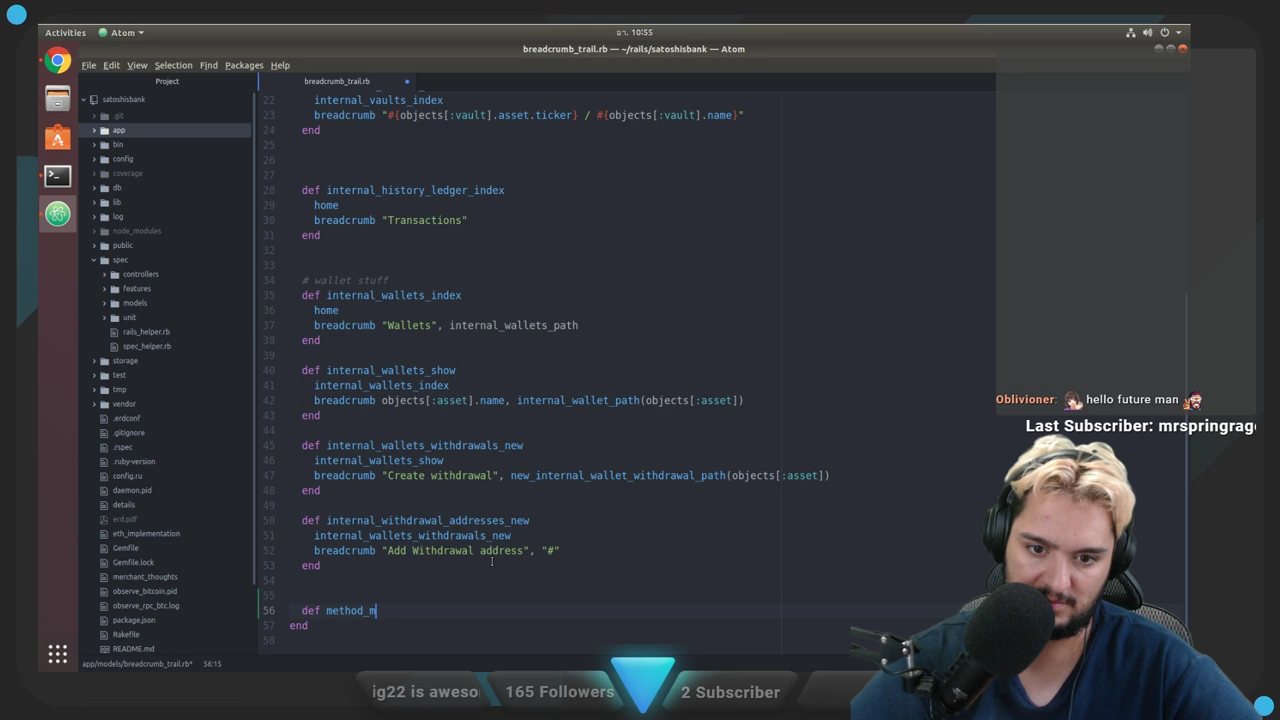 Activities
Atom
อา. 10:55
breadcrumb_trail.rb — ~/rails/satoshisbank — Atom
File Edit View Selection Find Packages Help
Project
breadcrumb_trail.rb
satoshisbank
.git
app
bin
config
coverage
db
lib
log
node_modules
public
spec
controllers
features
models
unit
rails_helper.rb
spec_helper.rb
storage
test
tmp
vendor
.erdconf
.gitignore
.rspec
.ruby-version
config.ru
daemon.pid
details
erd.pdf
eth_implementation
Gemfile
Gemfile.lock
merchant_thoughts
observe_bitcoin.pid
observe_rpc_btc.log
package.json
Rakefile
README.md
22 internal_vaults_index
23 breadcrumb "#{objects[:vault].asset.ticker} / #{objects[:vault].name}"
24 end
25
26
27
28 def internal_history_ledger_index
29 home
30 breadcrumb "Transactions"
31 end
32
33
34 # wallet stuff
35 def internal_wallets_index
36 home
37 breadcrumb "Wallets", internal_wallets_path
38 end
39
40 def internal_wallets_show
41 internal_wallets_index
42 breadcrumb objects[:asset].name, internal_wallet_path(objects[:asset])
43 end
44
45 def internal_wallets_withdrawals_new
46 internal_wallets_show
47 breadcrumb "Create withdrawal", new_internal_wallet_withdrawal_path(objects[:asset])
48 end
49
50 def internal_withdrawal_addresses_new
51 internal_wallets_withdrawals_new
52 breadcrumb "Add Withdrawal address", "#"
53 end
54
55
56 def method_m
57 end
58
app/models/breadcrumb_trail.rb* 56:15
Oblivioner: hello future man
Last Subscriber: mrspringrag
ig22 is aweso
165 Followers
2 Subscriber